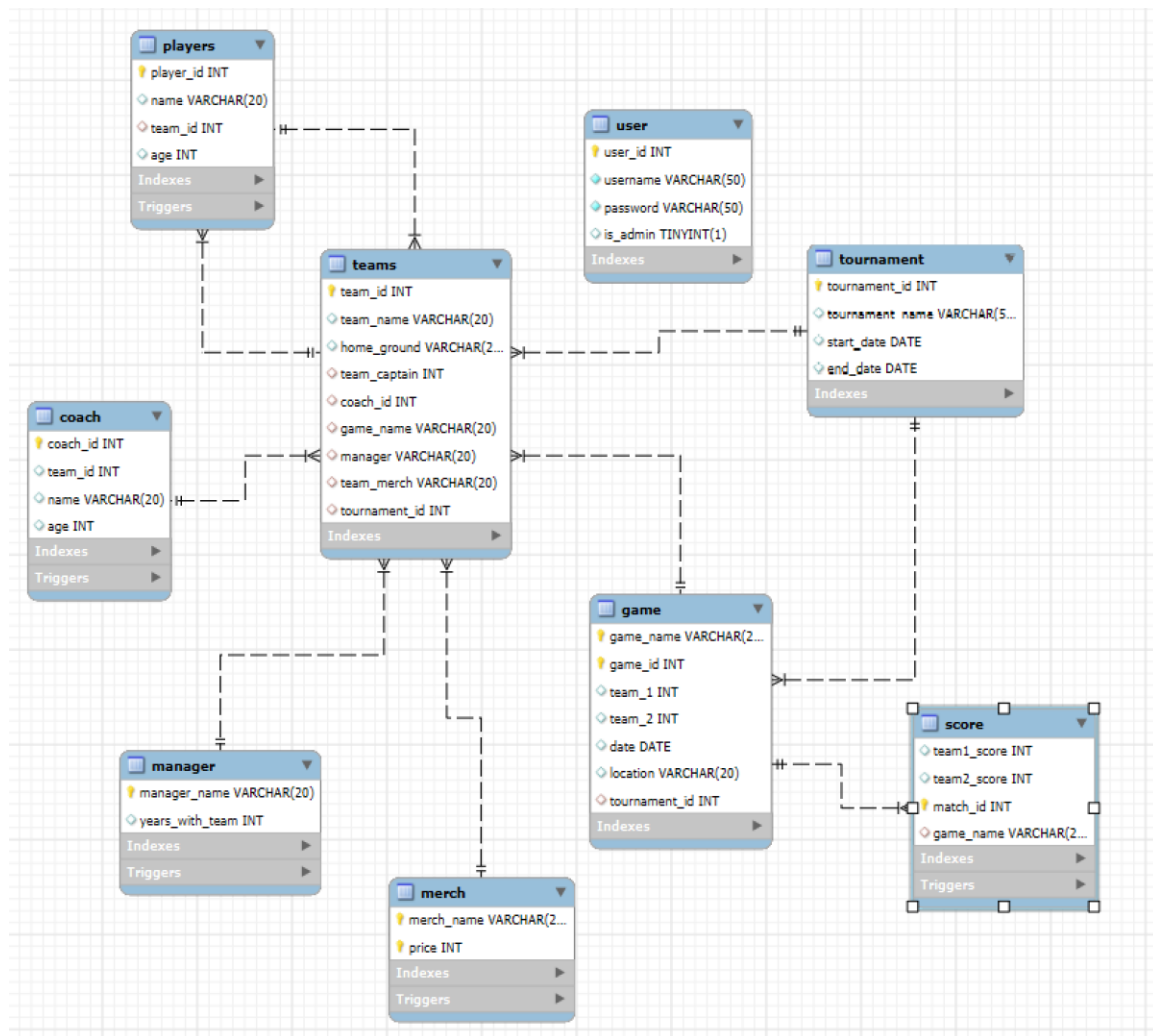 players
player_id INT
name VARCHAR(20)
team_id INT
age INT
Indexes
Triggers
user
user_id INT
username VARCHAR(50)
password VARCHAR(50)
is_admin TINYINT(1)
Indexes
teams
team_id INT
team_name VARCHAR(20)
home_ground VARCHAR(2...
team_captain INT
coach_id INT
game_name VARCHAR(20)
manager VARCHAR(20)
team_merch VARCHAR(20)
tournament_id INT
Indexes
tournament
tournament_id INT
tournament_name VARCHAR(5...
start_date DATE
end_date DATE
Indexes
coach
coach_id INT
team_id INT
name VARCHAR(20)
age INT
Indexes
Triggers
game
game_name VARCHAR(2...
game_id INT
team_1 INT
team_2 INT
date DATE
location VARCHAR(20)
tournament_id INT
Indexes
score
team1_score INT
team2_score INT
match_id INT
game_name VARCHAR(2...
Indexes
Triggers
manager
manager_name VARCHAR(20)
years_with_team INT
Indexes
Triggers
merch
merch_name VARCHAR(2...
price INT
Indexes
Triggers